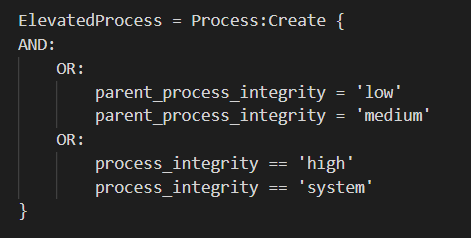 ElevatedProcess = Process:Create {
AND:
    OR:
        parent_process_integrity = 'low'
        parent_process_integrity = 'medium'
    OR:
        process_integrity == 'high'
        process_integrity == 'system'
}